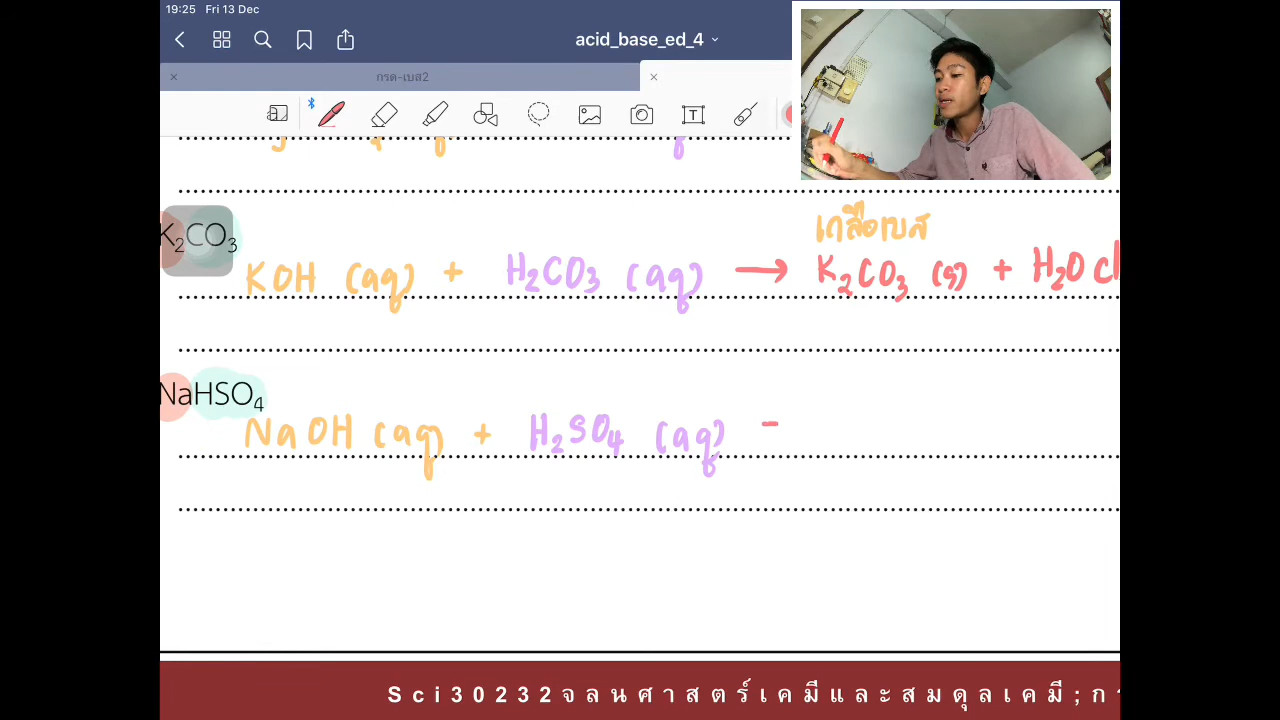 19:25 Fri 13 Dec
acid_base_ed_4
กรด-เบส2
K₂CO₃
เกลือเบส
KOH (aq) + H₂CO₃ (aq) → K₂CO₃ (s) + H₂O
NaHSO₄
NaOH (aq) + H₂SO₄ (aq)
Sci30232จลนศาสตร์เคมีและสมดุลเคมี;กร